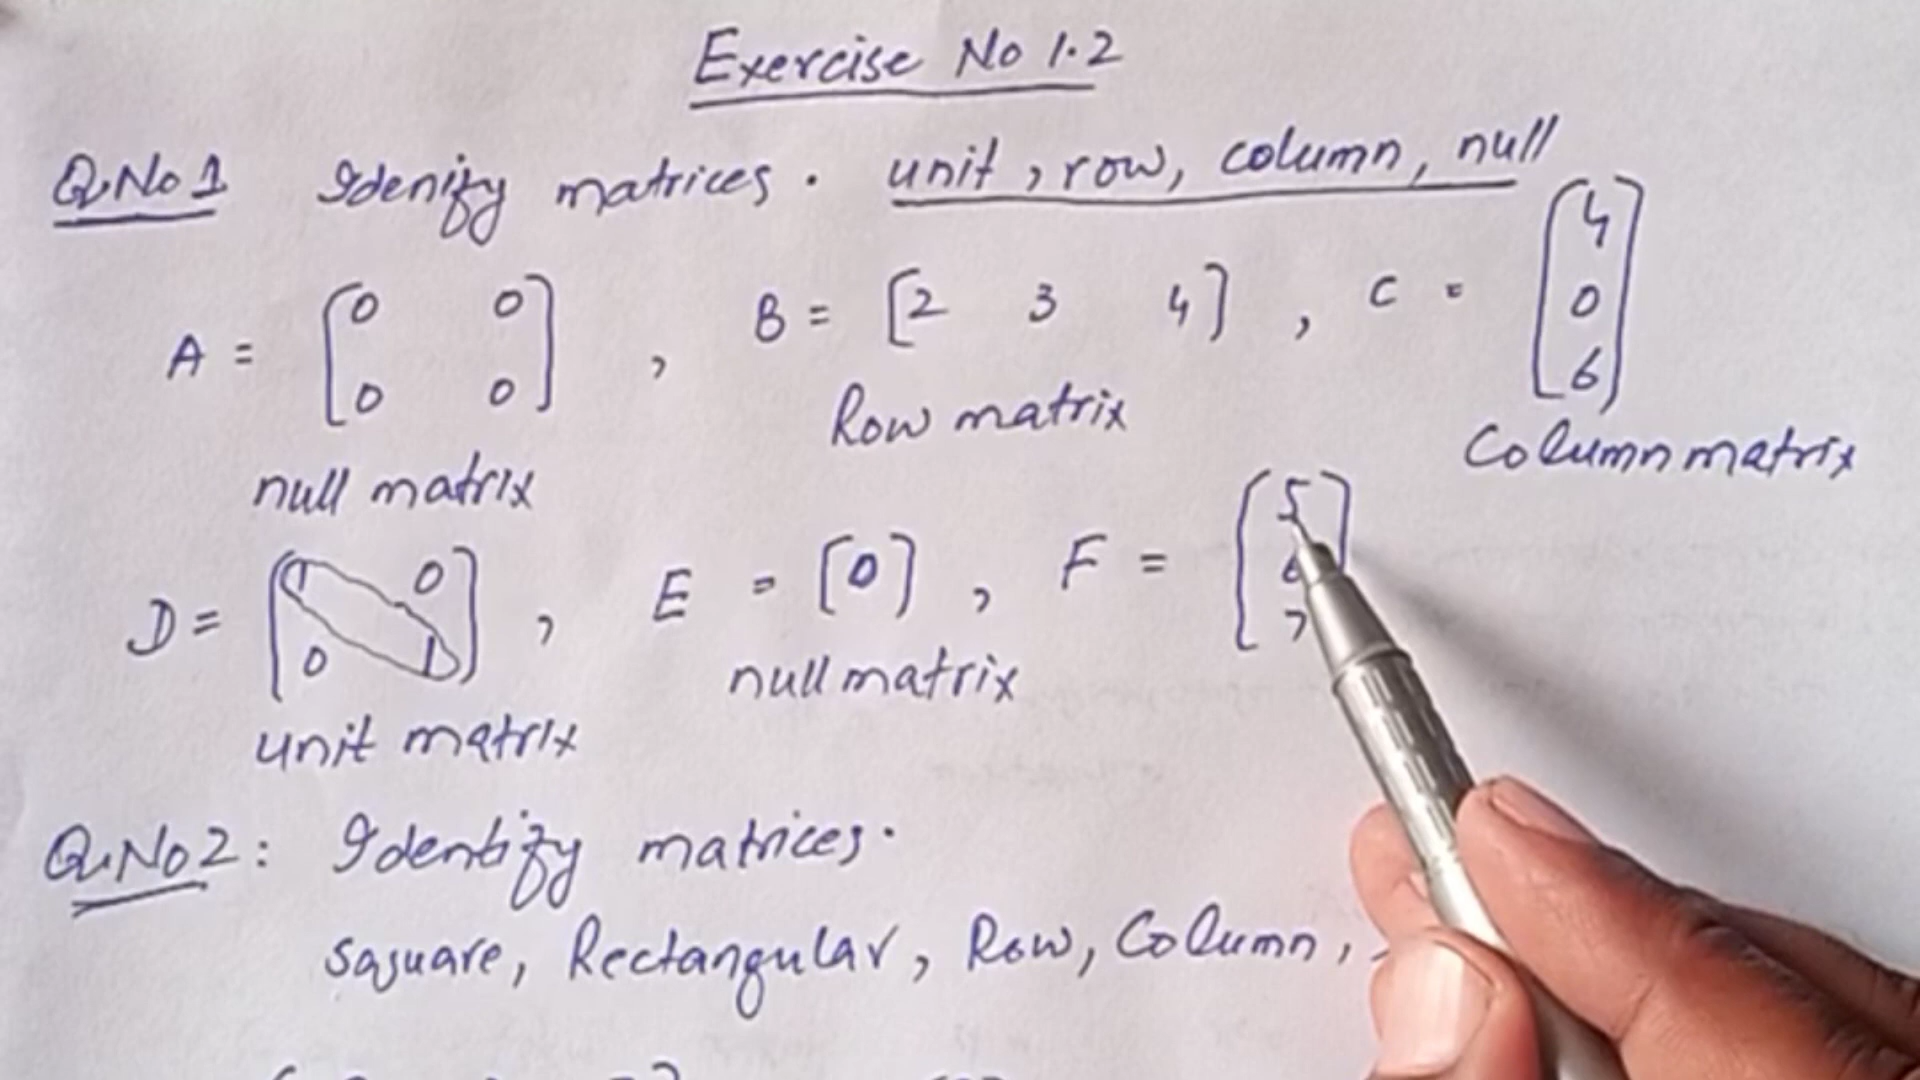 Exercise No 1.2
Q.No 1 Idenify matrices. unit, row, column, null
A = [0 0
0 0] , B = [2 3 4] , C = [4
0
6]
null matrix Row matrix Column matrix
D = [1 0
0 1] , E = [0] , F = [5
6
7]
unit matrix null matrix
Q.No 2: Identify matrices.
square, Rectangular, Row, Column,